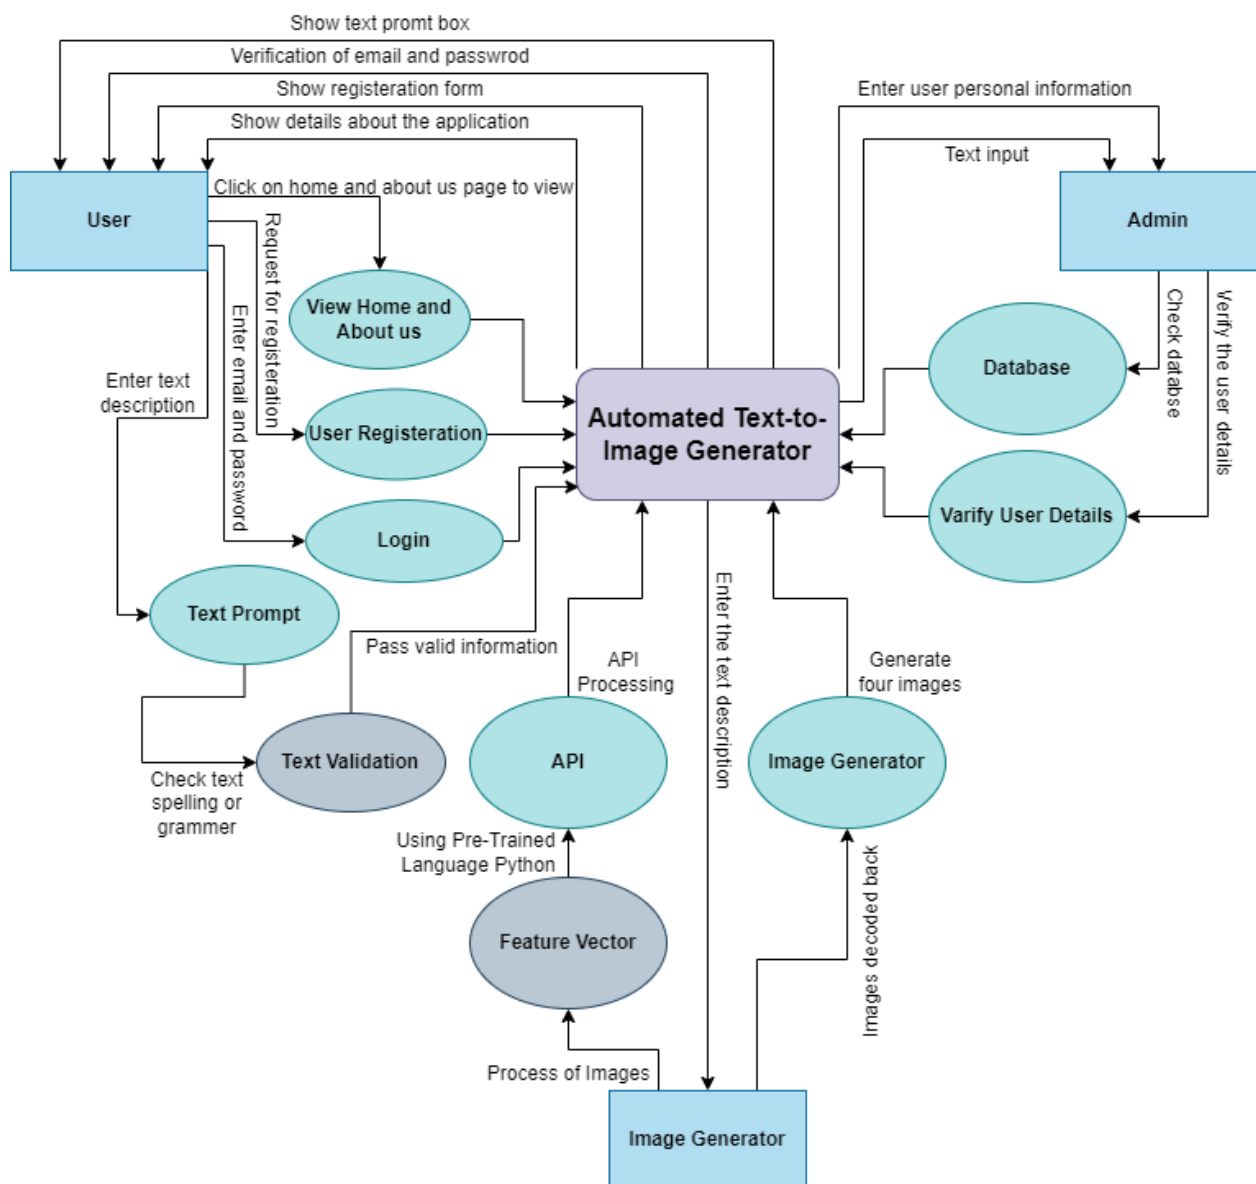 Show text promt box
Verification of email and passwrod
Show registeration form
Show details about the application
Enter user personal information
Text input
User
Click on home and about us page to view
Admin
Request for registeration
Enter email and password
View Home and
About us
Database
Check databse
Verify the user details
Enter text
description
Automated Text-to-
Image Generator
User Registeration
Varify User Details
Login
Text Prompt
Pass valid information
API
Processing
Enter the text description
Generate
four images
Text Validation
API
Image Generator
Check text
spelling or
grammer
Using Pre-Trained
Language Python
Images decoded back
Feature Vector
Process of Images
Image Generator